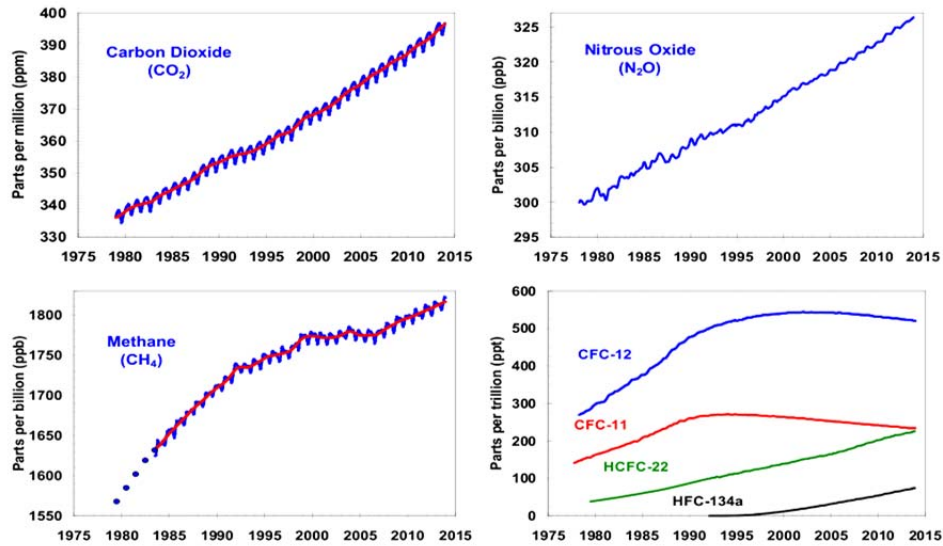 400
390
380
370
360
350
340
330
Parts per million (ppm)
Carbon Dioxide
(CO₂)
1975 1980 1985 1990 1995 2000 2005 2010 2015
325
320
315
310
305
300
295
Parts per billion (ppb)
Nitrous Oxide
(N₂O)
1975 1980 1985 1990 1995 2000 2005 2010 2015
1800
1750
1700
1650
1600
1550
Parts per billion (ppb)
Methane
(CH₄)
1975 1980 1985 1990 1995 2000 2005 2010 2015
600
500
400
300
200
100
0
Parts per trillion (ppt)
CFC-12
CFC-11
HCFC-22
HFC-134a
1975 1980 1985 1990 1995 2000 2005 2010 2015